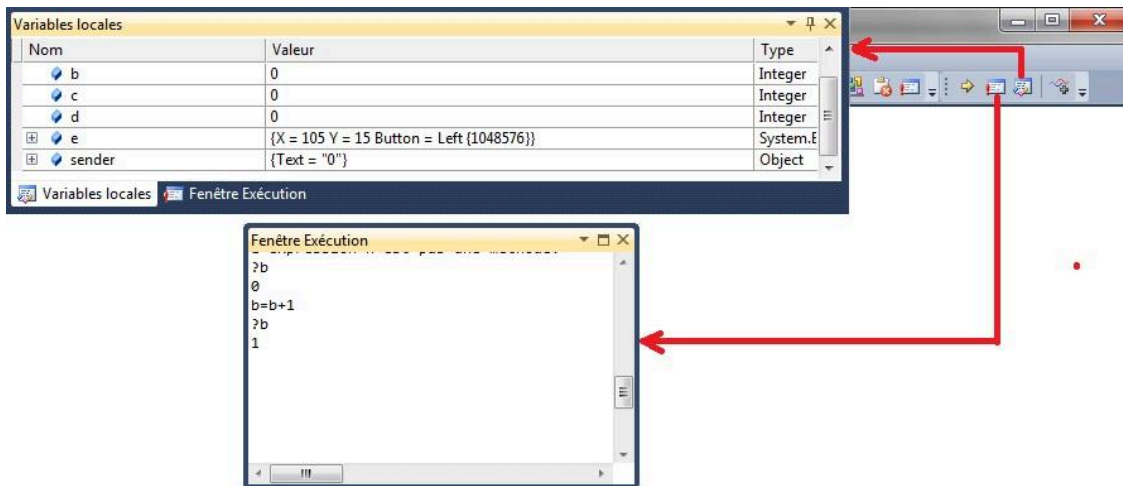 Variables locales
Nom Valeur Type
b 0 Integer
c 0 Integer
d 0 Integer
e {X = 105 Y = 15 Button = Left {1048576}} System.E
sender {Text = "0"} Object
Variables locales Fenêtre Exécution
Fenêtre Exécution
?b
0
b=b+1
?b
1